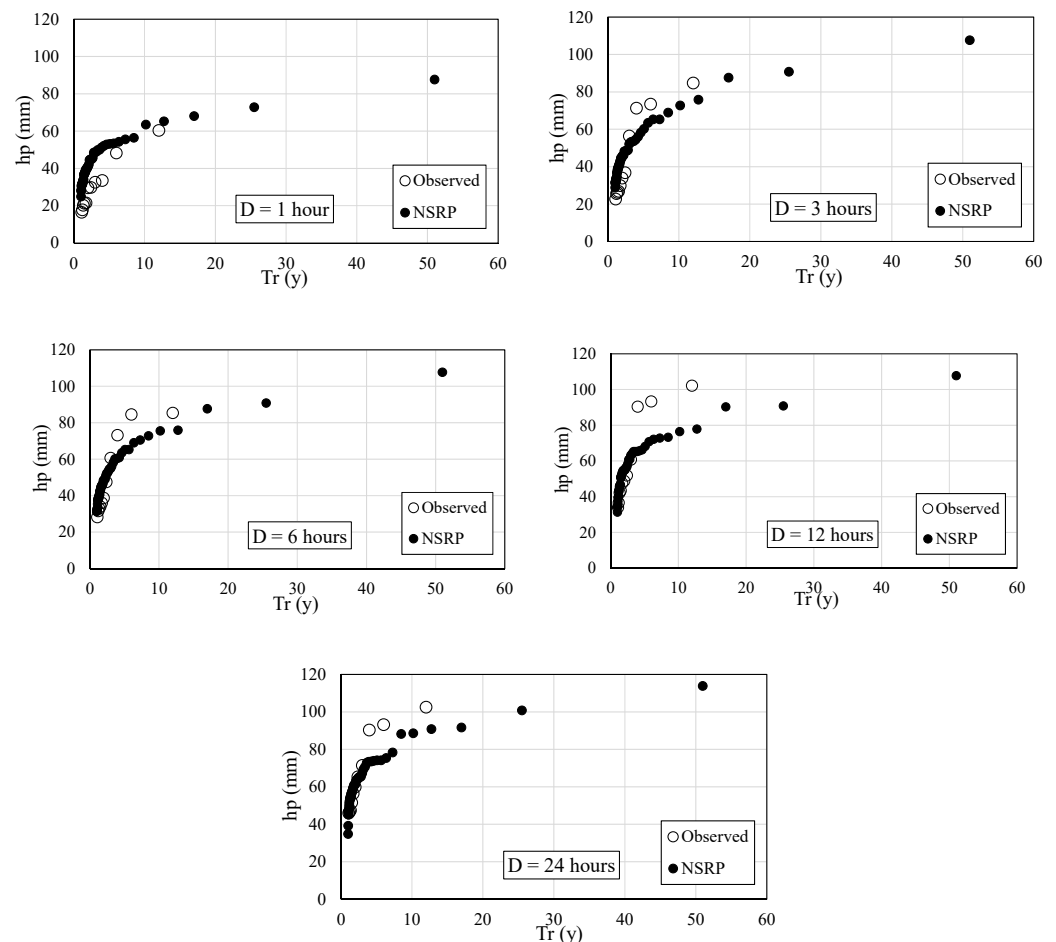 120
100
80
60
40
20
0
hp (mm)
0 10 20 30 40 50 60
Tr (y)
D = 1 hour
Observed
NSRP
120
100
80
60
40
20
0
hp (mm)
0 10 20 30 40 50 60
Tr (y)
D = 3 hours
Observed
NSRP
120
100
80
60
40
20
0
hp (mm)
0 10 20 30 40 50 60
Tr (y)
D = 6 hours
Observed
NSRP
120
100
80
60
40
20
0
hp (mm)
0 10 20 30 40 50 60
Tr (y)
D = 12 hours
Observed
NSRP
120
100
80
60
40
20
0
hp (mm)
0 10 20 30 40 50 60
Tr (y)
D = 24 hours
Observed
NSRP